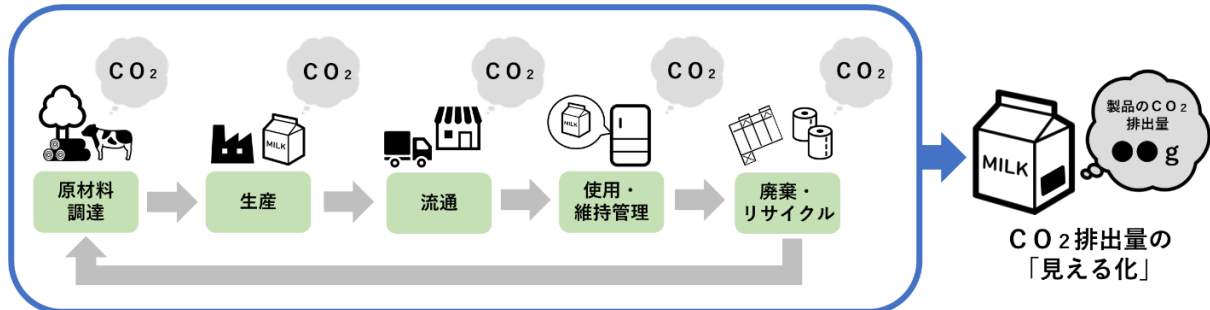 ＣＯ₂
ＣＯ₂
ＣＯ₂
ＣＯ₂
ＣＯ₂
MILK
MILK
原材料
調達
生産
流通
使用・
維持管理
廃棄・
リサイクル
製品のＣＯ₂
排出量
●●g
MILK
ＣＯ₂排出量の
「見える化」